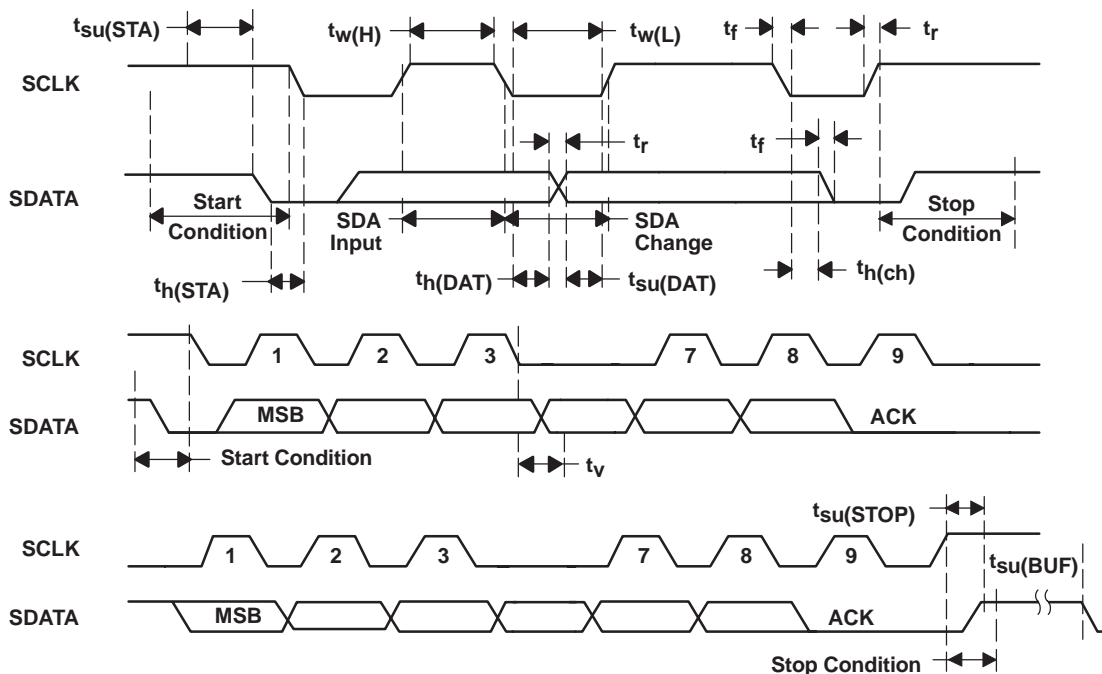 tsu(STA)
tw(H)
tw(L)
tf
tr
SCLK
tr
tf
SDATA
Start
Condition
SDA
Input
SDA
Change
Stop
Condition
th(STA)
th(DAT)
tsu(DAT)
th(ch)
SCLK
1
2
3
7
8
9
SDATA
MSB
ACK
Start Condition
tv
tsu(STOP)
SCLK
1
2
3
7
8
9
tsu(BUF)
SDATA
MSB
ACK
Stop Condition